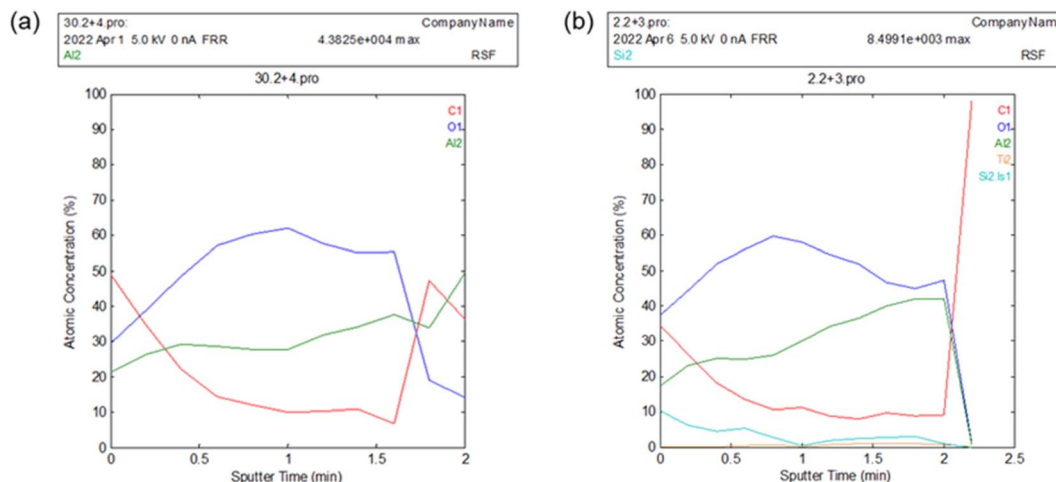 (a)
30.2+4.pro: CompanyName
2022 Apr 1 5.0 kV 0 nA FRR 4.3825e+004 max
Al2 RSF
30.2+4.pro
100
90
80
70
60
50
40
30
20
10
0
Atomic Concentration (%)
C1
O1
Al2
0 0.5 1 1.5 2
Sputter Time (min)
(b)
2.2+3.pro: CompanyName
2022 Apr 6 5.0 kV 0 nA FRR 8.4991e+003 max
Si2 RSF
2.2+3.pro
100
90
80
70
60
50
40
30
20
10
0
Atomic Concentration (%)
C1
O1
Al2
Ti2
Si2.ls1
0 0.5 1 1.5 2 2.5
Sputter Time (min)